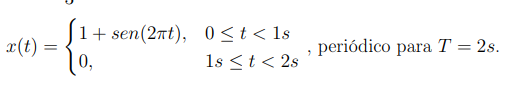 x(t) = { 1 + sen(2πt), 0 ≤ t < 1s
0, 1s ≤ t < 2s , periódico para T = 2s.